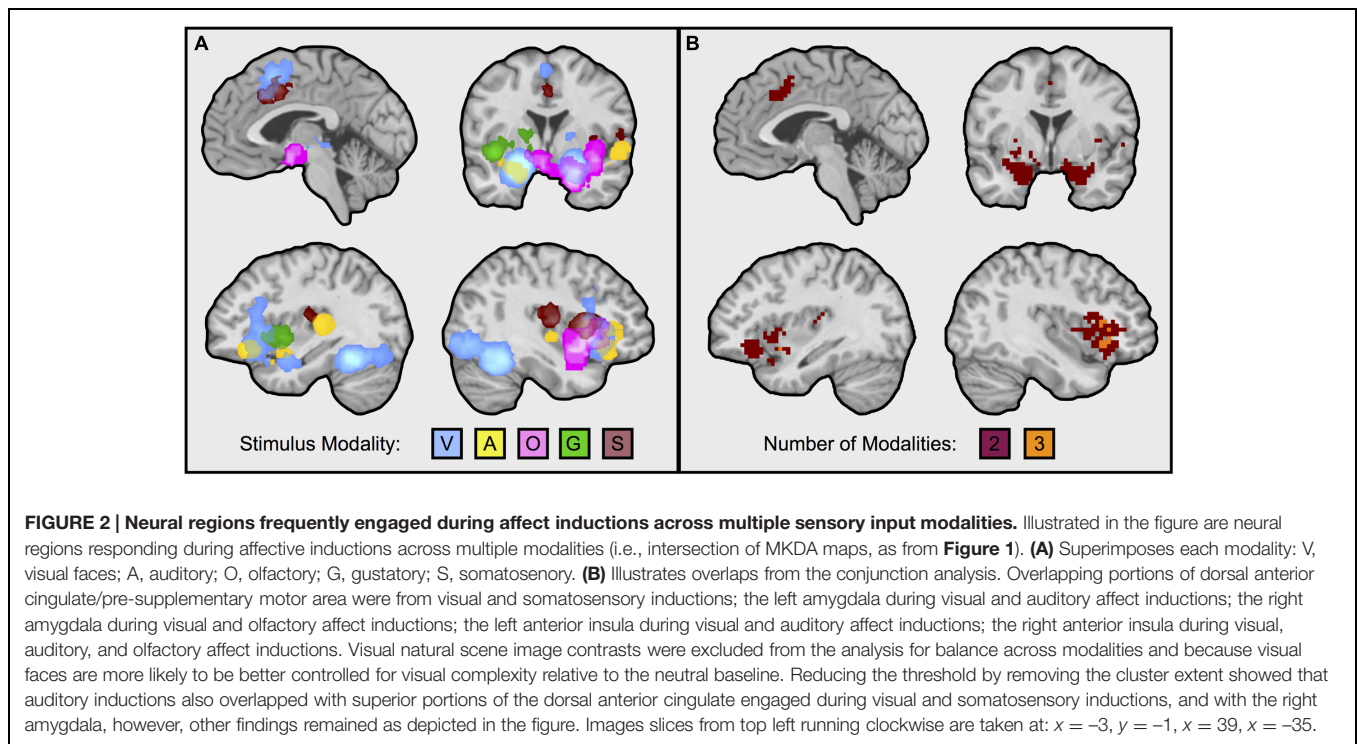 A
B
Stimulus Modality: V A O G S
Number of Modalities: 2 3
FIGURE 2 | Neural regions frequently engaged during affect inductions across multiple sensory input modalities. Illustrated in the figure are neural
regions responding during affective inductions across multiple modalities (i.e., intersection of MKDA maps, as from Figure 1). (A) Superimposes each modality: V,
visual faces; A, auditory; O, olfactory; G, gustatory; S, somatosenory. (B) Illustrates overlaps from the conjunction analysis. Overlapping portions of dorsal anterior
cingulate/pre-supplementary motor area were from visual and somatosensory inductions; the left amygdala during visual and auditory affect inductions; the right
amygdala during visual and olfactory affect inductions; the left anterior insula during visual and auditory affect inductions; the right anterior insula during visual,
auditory, and olfactory affect inductions. Visual natural scene image contrasts were excluded from the analysis for balance across modalities and because visual
faces are more likely to be better controlled for visual complexity relative to the neutral baseline. Reducing the threshold by removing the cluster extent showed that
auditory inductions also overlapped with superior portions of the dorsal anterior cingulate engaged during visual and somatosensory inductions, and with the right
amygdala, however, other findings remained as depicted in the figure. Images slices from top left running clockwise are taken at: x = –3, y = –1, x = 39, x = –35.